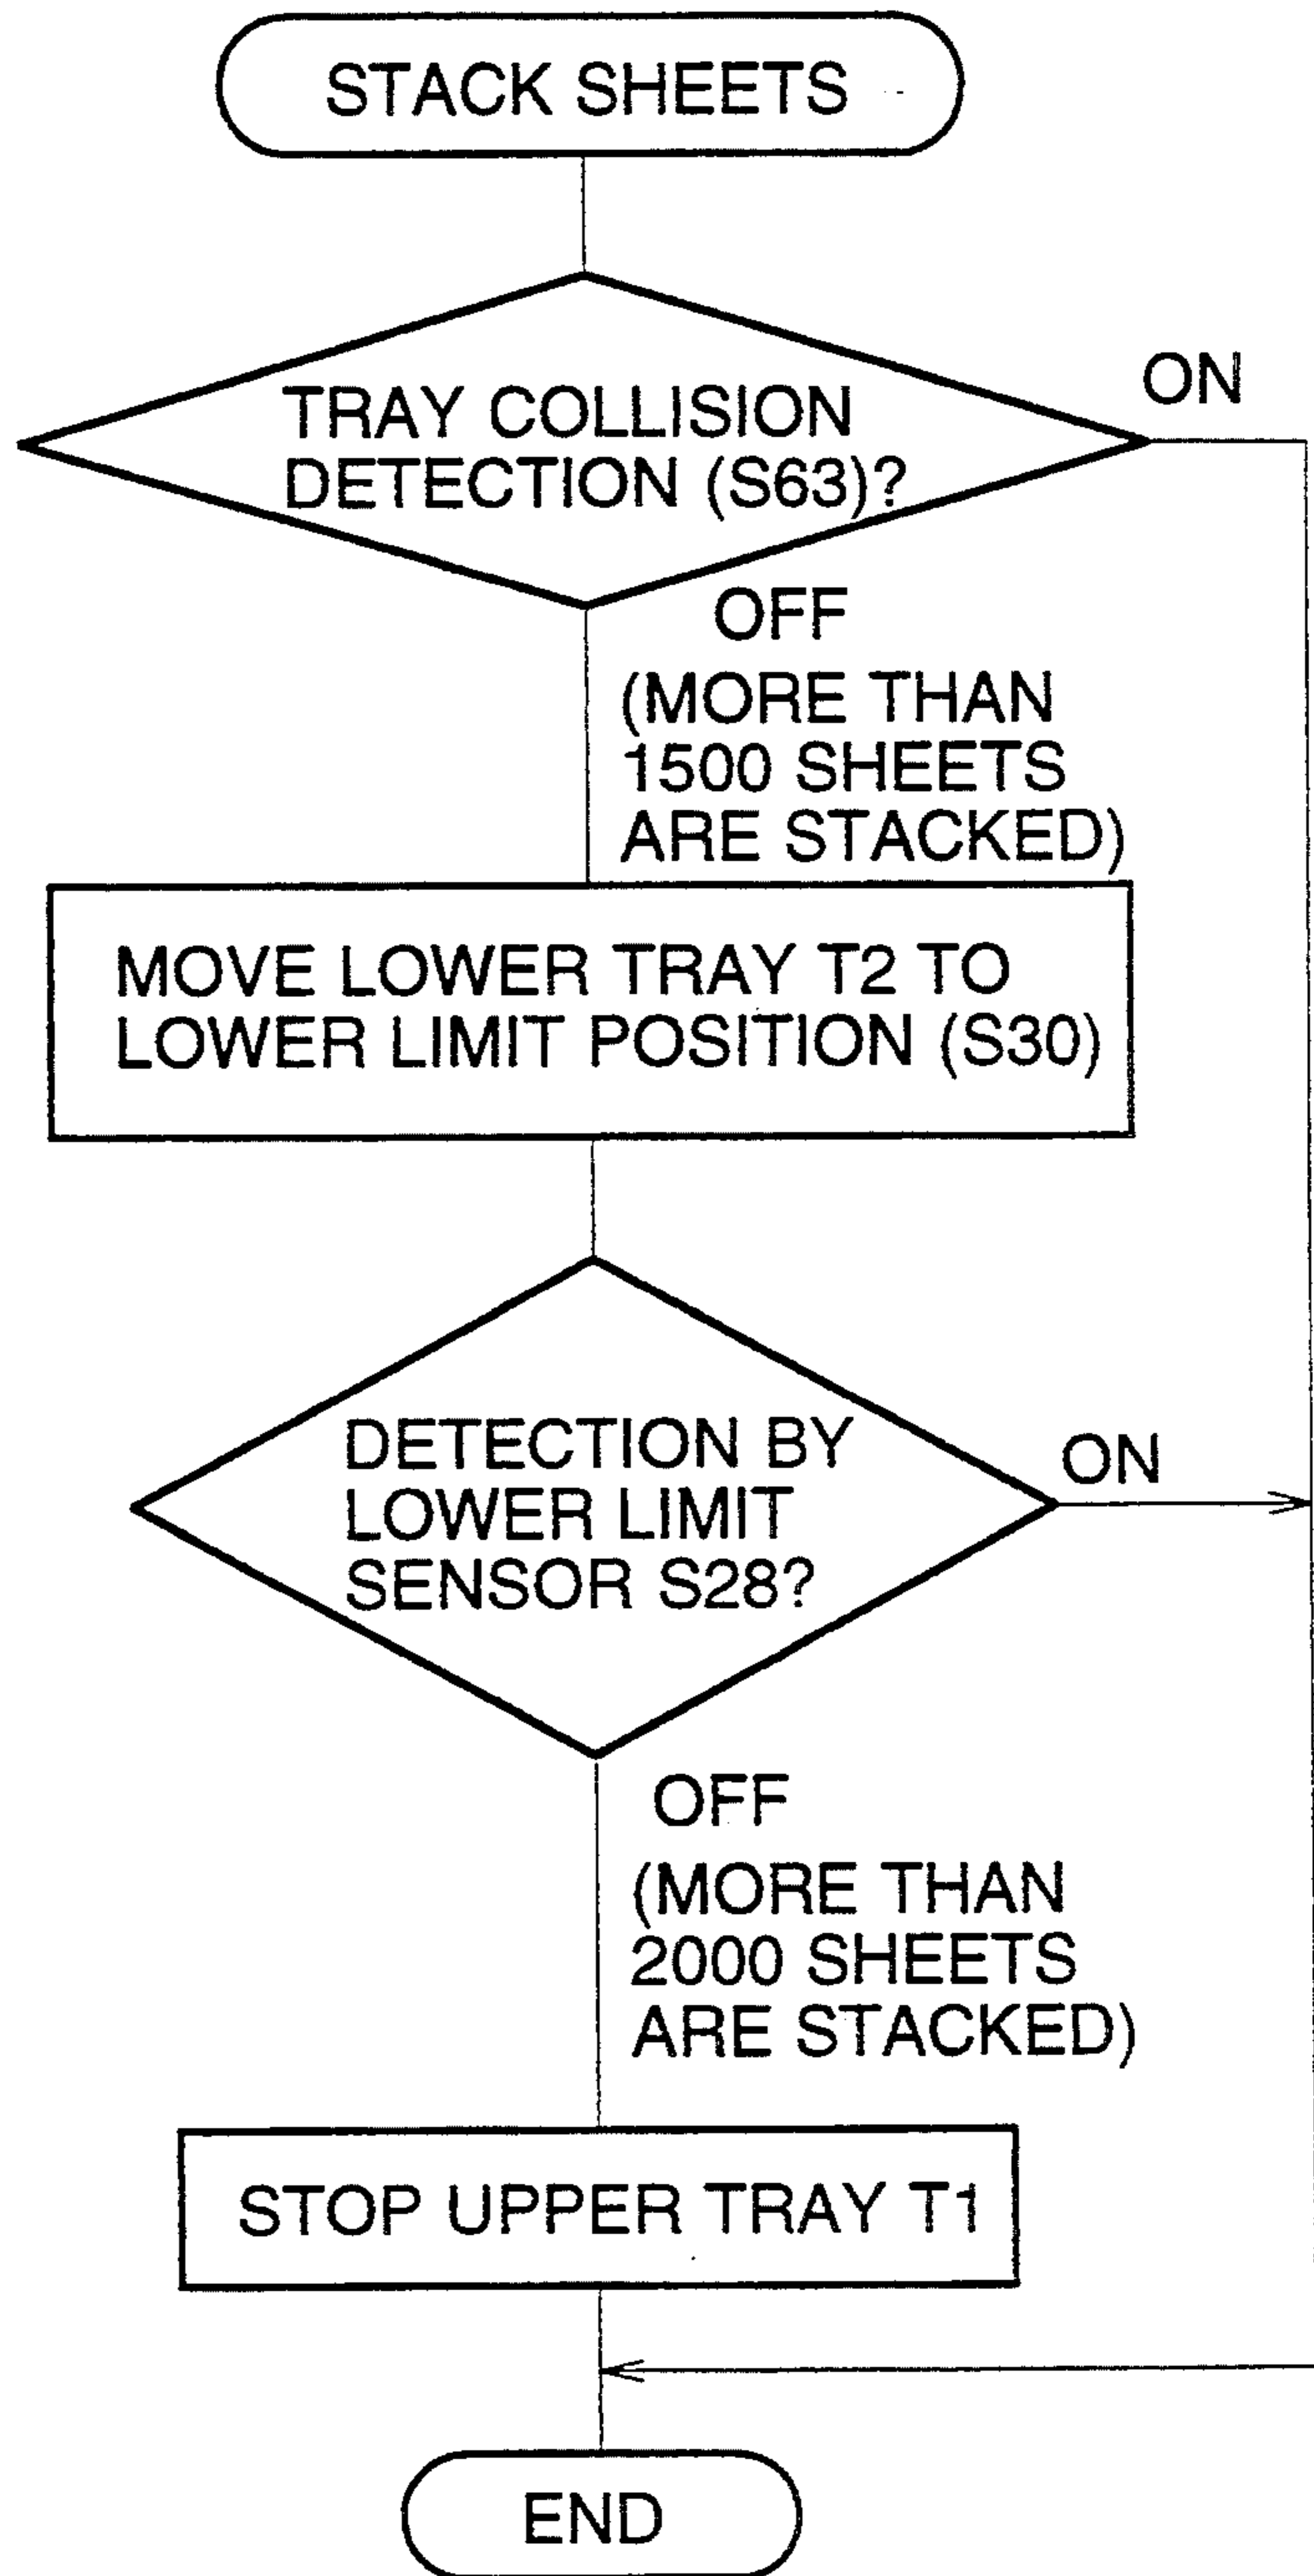 STACK SHEETS
TRAY COLLISION
DETECTION (S63)?
ON
OFF
(MORE THAN
1500 SHEETS
ARE STACKED)
MOVE LOWER TRAY T2 TO
LOWER LIMIT POSITION (S30)
DETECTION BY
LOWER LIMIT
SENSOR S28?
ON
OFF
(MORE THAN
2000 SHEETS
ARE STACKED)
STOP UPPER TRAY T1
END